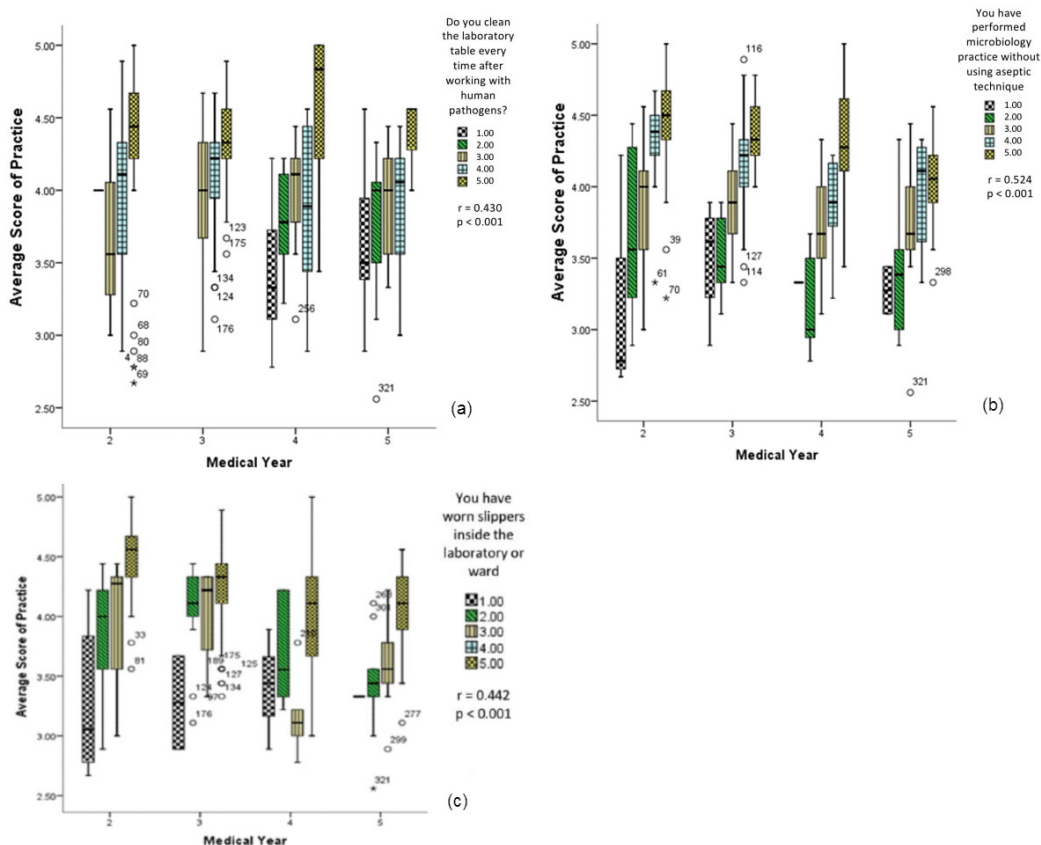 Do you clean
the laboratory
table every
time after
working with
human
pathogens?
1.00
2.00
3.00
4.00
5.00
r = 0.430
p < 0.001
Average Score of Practice
5.00
4.50
4.00
3.50
3.00
2.50
70
68
80
4 88
69
123
175
134
124
176
256
321
2 3 4 5
Medical Year
(a)
You have
performed
microbiology
practice without
using aseptic
technique
1.00
2.00
3.00
4.00
5.00
r = 0.524
p < 0.001
Average Score of Practice
5.00
4.50
4.00
3.50
3.00
2.50
39
61
70
116
127
114
298
321
2 3 4 5
Medical Year
(b)
You have
worn slippers
inside the
laboratory or
ward
1.00
2.00
3.00
4.00
5.00
r = 0.442
p < 0.001
Average Score of Practice
5.00
4.50
4.00
3.50
3.00
2.50
33
81
189
124
97
176
175
125
127
134
277
299
321
2 3 4 5
Medical Year
(c)